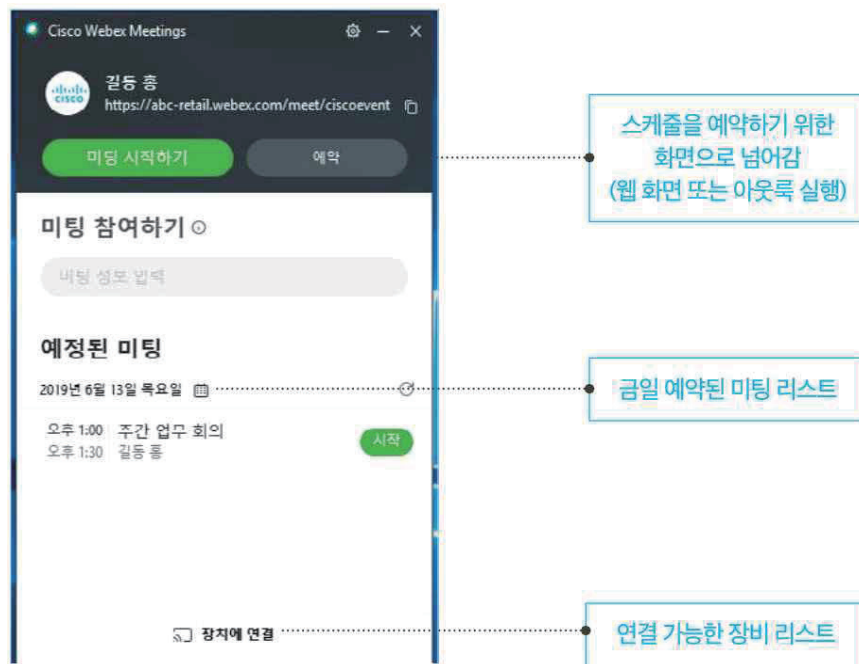 Cisco Webex Meetings
CISCO
길동 홍
https://abc-retail.webex.com/meet/ciscoevent
미팅 시작하기
예약
스케줄을 예약하기 위한
화면으로 넘어감
(웹 화면 또는 아웃룩 실행)
미팅 참여하기
미팅 정보 입력
예정된 미팅
2019년 6월 13일 목요일
금일 예약된 미팅 리스트
오후 1:00 주간 업무 회의
시작
오후 1:30 길동 홍
장치에 연결
연결 가능한 장비 리스트